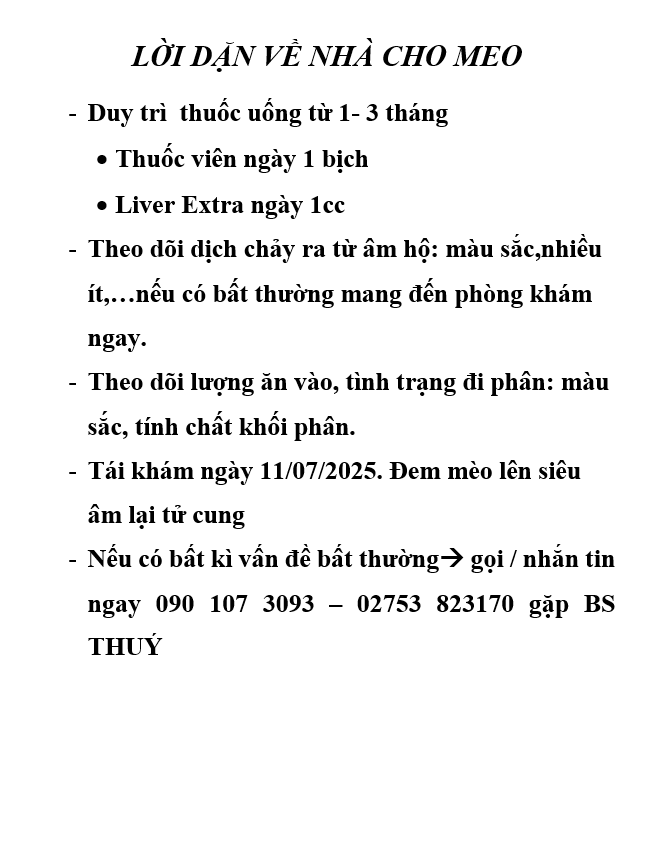 LỜI DẶN VỀ NHÀ CHO MEO
- Duy trì  thuốc uống từ 1- 3 tháng
• Thuốc viên ngày 1 bịch
• Liver Extra ngày 1cc
- Theo dõi dịch chảy ra từ âm hộ: màu sắc,nhiều
ít,…nếu có bất thường mang đến phòng khám
ngay.
- Theo dõi lượng ăn vào, tình trạng đi phân: màu
sắc, tính chất khối phân.
- Tái khám ngày 11/07/2025. Đem mèo lên siêu
âm lại tử cung
- Nếu có bất kì vấn đề bất thường→ gọi / nhắn tin
ngay 090 107 3093 – 02753 823170 gặp BS
THUÝ